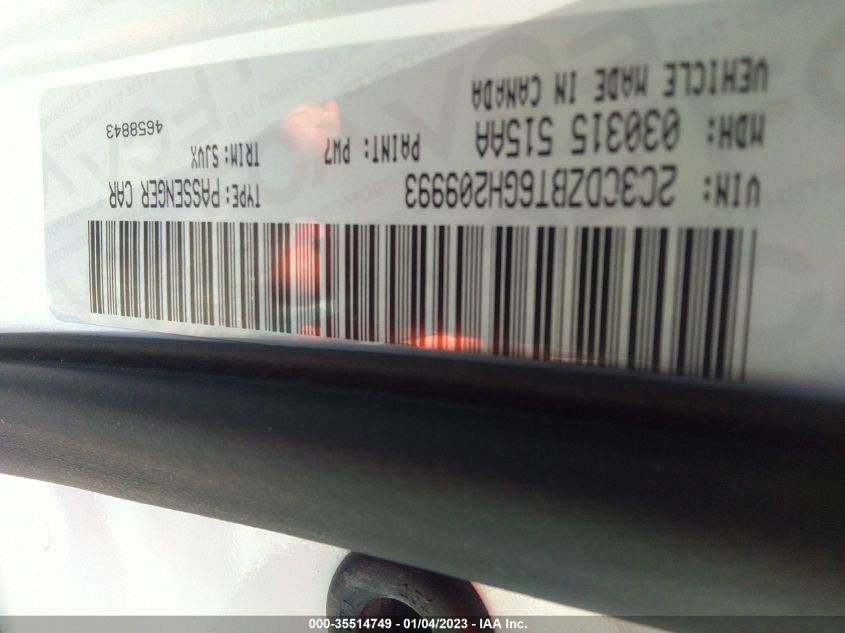 VEHICLE MADE IN CANADA
MDH: 030315 515AA
4658843
PAINT: PW7
TRIM: SJVX
VIN: 2C3CDZBT6GH209993
TYPE: PASSENGER CAR
000-35514749 - 01/04/2023 - IAA Inc.